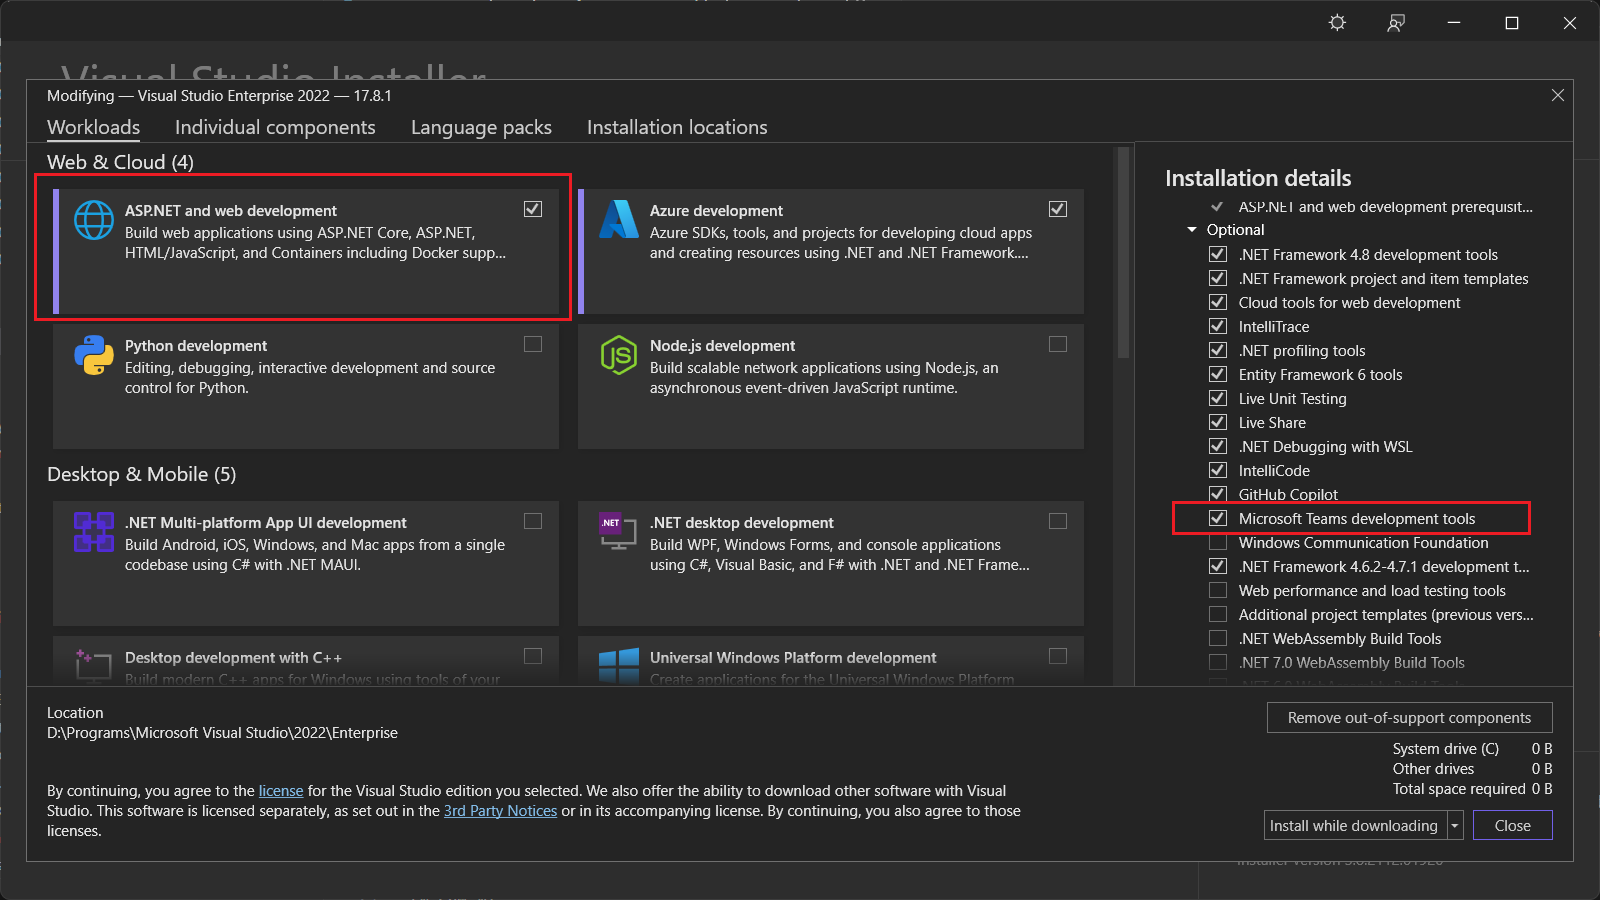 Visual Studio Installer
Modifying — Visual Studio Enterprise 2022 — 17.8.1
Workloads
Individual components
Language packs
Installation locations
Web & Cloud (4)
ASP.NET and web development
Build web applications using ASP.NET Core, ASP.NET,
HTML/JavaScript, and Containers including Docker supp...
Azure development
Azure SDKs, tools, and projects for developing cloud apps
and creating resources using .NET and .NET Framework....
Python development
Editing, debugging, interactive development and source
control for Python.
Node.js development
Build scalable network applications using Node.js, an
asynchronous event-driven JavaScript runtime.
Desktop & Mobile (5)
.NET Multi-platform App UI development
Build Android, iOS, Windows, and Mac apps from a single
codebase using C# with .NET MAUI.
.NET
.NET desktop development
Build WPF, Windows Forms, and console applications
using C#, Visual Basic, and F# with .NET and .NET Frame...
Desktop development with C++
Build modern C++ apps for Windows using tools of your
Universal Windows Platform development
Create applications for the Universal Windows Platform
Installation details
ASP.NET and web development prerequisit...
Optional
.NET Framework 4.8 development tools
.NET Framework project and item templates
Cloud tools for web development
IntelliTrace
.NET profiling tools
Entity Framework 6 tools
Live Unit Testing
Live Share
.NET Debugging with WSL
IntelliCode
GitHub Copilot
Microsoft Teams development tools
Windows Communication Foundation
.NET Framework 4.6.2-4.7.1 development t...
Web performance and load testing tools
Additional project templates (previous vers...
.NET WebAssembly Build Tools
.NET 7.0 WebAssembly Build Tools
Location
D:\Programs\Microsoft Visual Studio\2022\Enterprise
By continuing, you agree to the license for the Visual Studio edition you selected. We also offer the ability to download other software with Visual
Studio. This software is licensed separately, as set out in the 3rd Party Notices or in its accompanying license. By continuing, you also agree to those
licenses.
Remove out-of-support components
System drive (C) 0 B
Other drives 0 B
Total space required 0 B
Install while downloading
Close